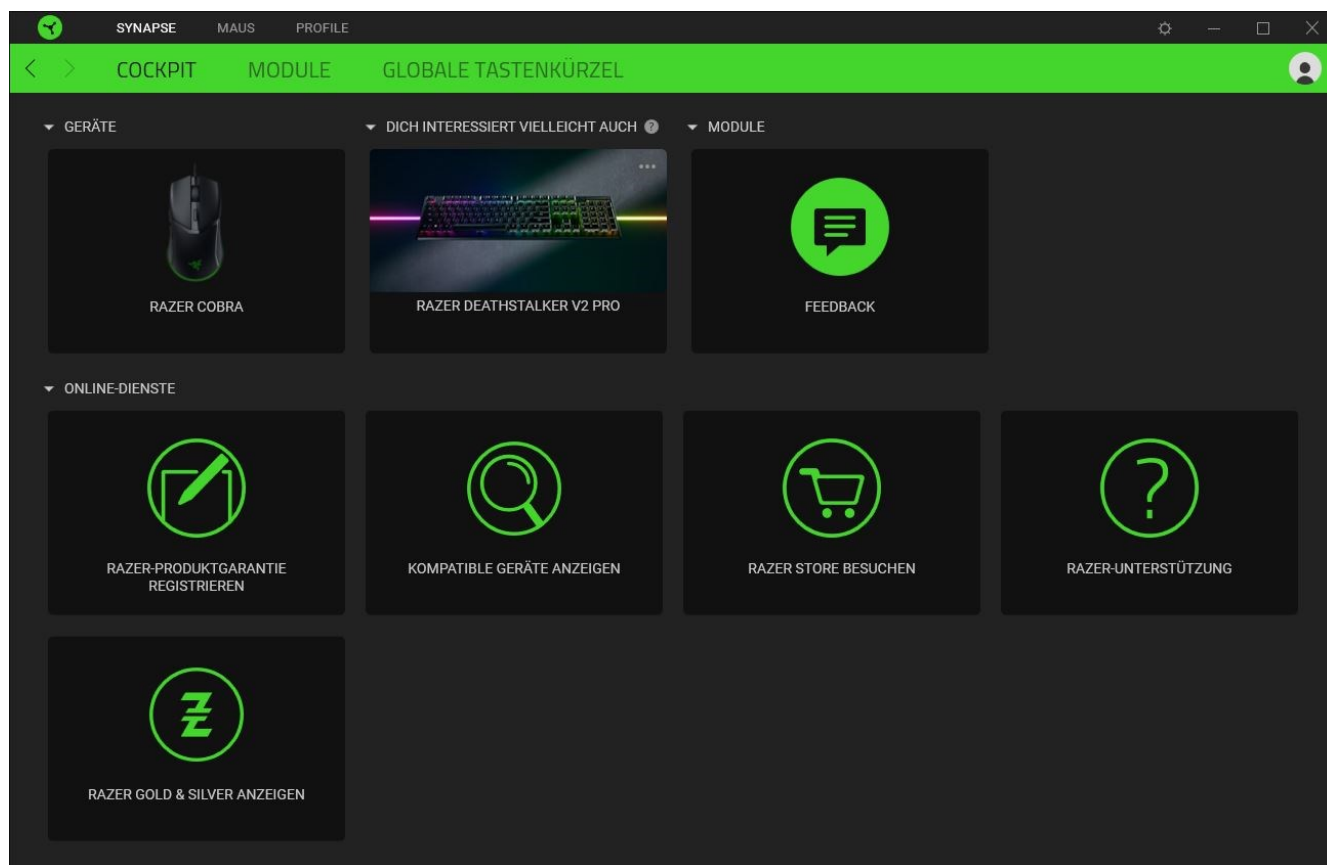 SYNAPSE MAUS PROFILE
COCKPIT MODULE GLOBALE TASTENKÜRZEL
GERÄTE
DICH INTERESSIERT VIELLEICHT AUCH ?
MODULE
RAZER COBRA
RAZER DEATHSTALKER V2 PRO
FEEDBACK
ONLINE-DIENSTE
RAZER-PRODUKTGARANTIE
REGISTRIEREN
KOMPATIBLE GERÄTE ANZEIGEN
RAZER STORE BESUCHEN
RAZER-UNTERSTÜTZUNG
RAZER GOLD & SILVER ANZEIGEN